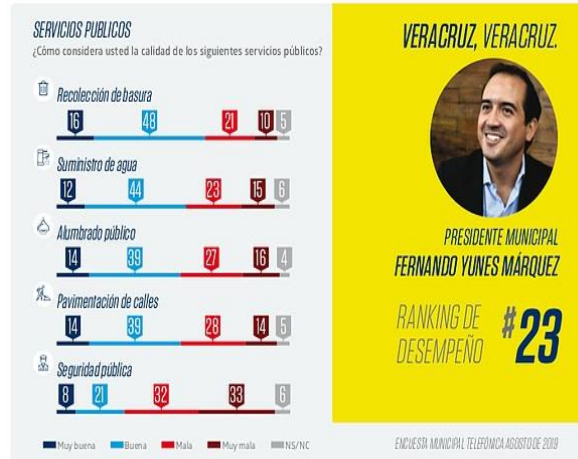 SERVICIOS PUBLICOS
¿Cómo considera usted la calidad de los siguientes servicios públicos?
Recolección de basura
16 48 21 10 5
Suministro de agua
12 44 23 15 6
Alumbrado público
14 39 27 16 4
Pavimentación de calles
14 39 28 14 5
Seguridad pública
8 21 32 33 6
Muy buena Buena Mala Muy mala NS/NC
VERACRUZ, VERACRUZ.
PRESIDENTE MUNICIPAL
FERNANDO YUNES MÁRQUEZ
RANKING DE
DESEMPEÑO
#23
ENCUESTA MUNICIPAL TELEFÓNICA AGOSTO DE 2019